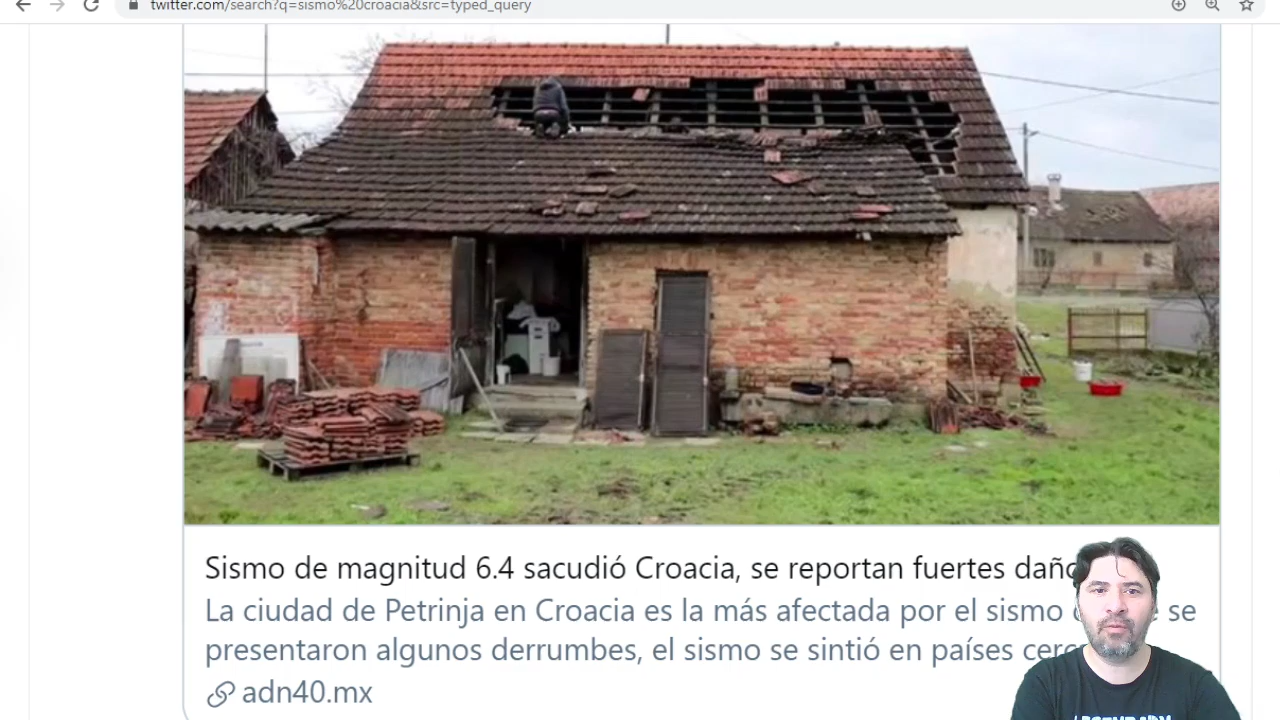 twitter.com/search?q=sismo%20croacia&src=typed_query
Sismo de magnitud 6.4 sacudió Croacia, se reportan fuertes
La ciudad de Petrinja en Croacia es la más afectada por el sismo se
presentaron algunos derrumbes, el sismo se sintió en países
adn40.mx